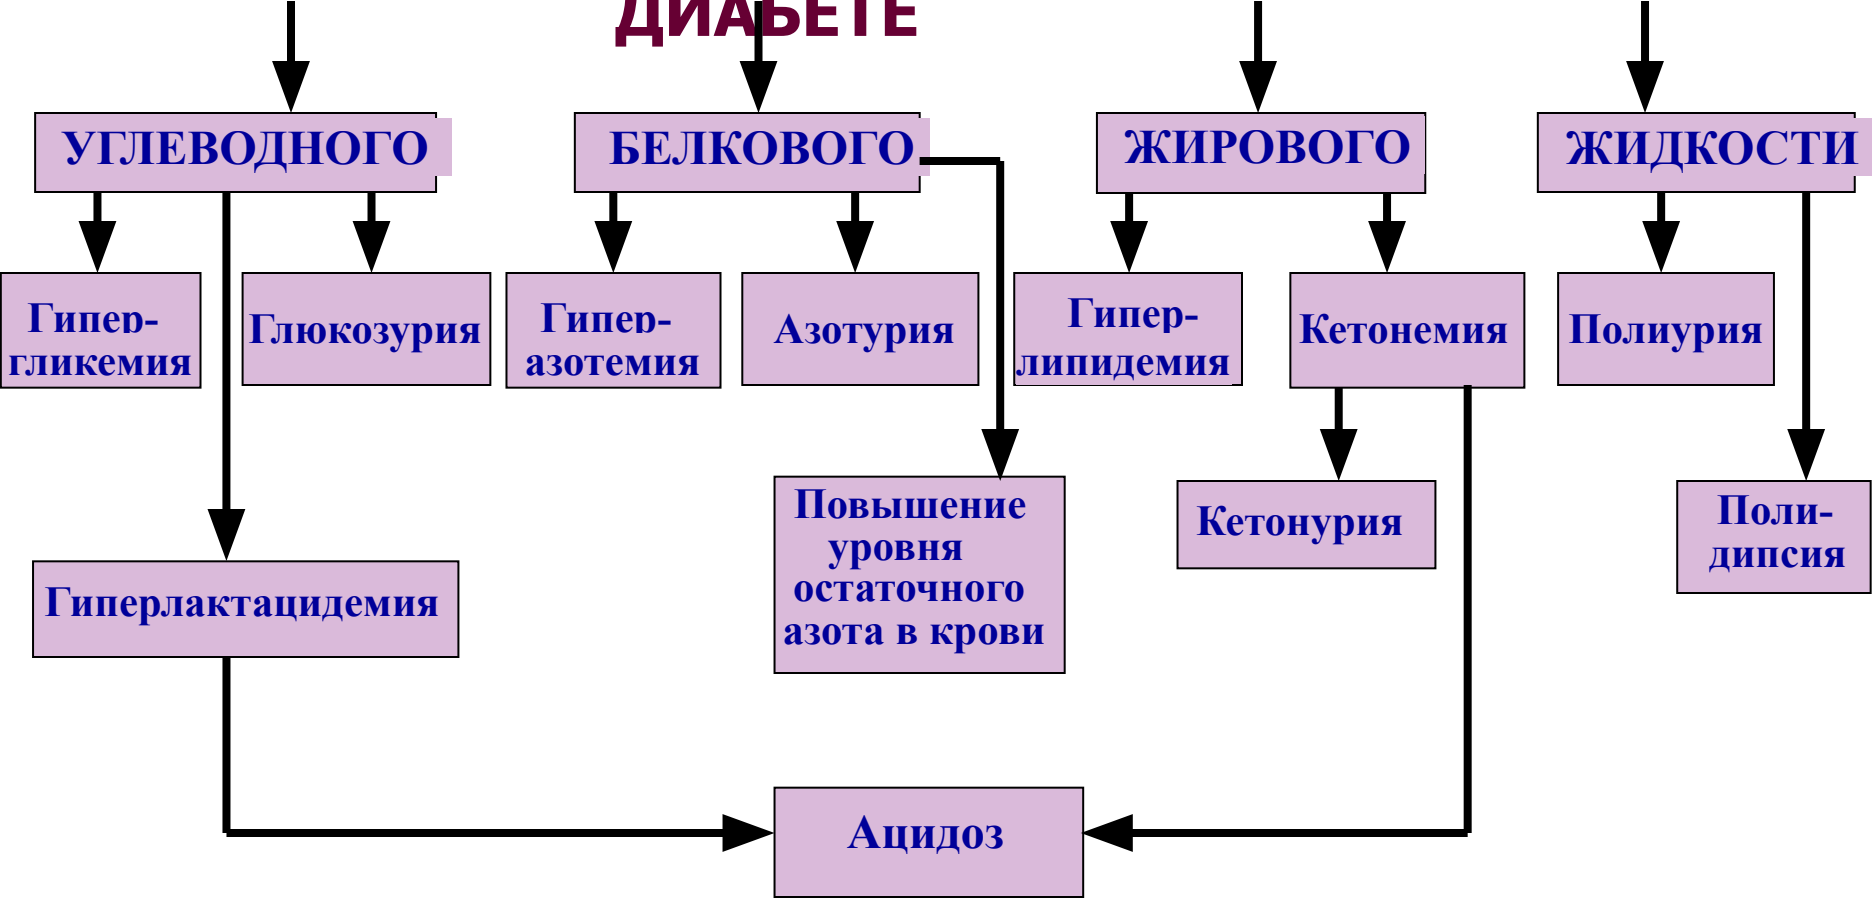 ДИАБЕТЕ
УГЛЕВОДНОГО
БЕЛКОВОГО
ЖИРОВОГО
ЖИДКОСТИ
Гипер-
гликемия
Глюкозурия
Гипер-
азотемия
Азотурия
Гипер-
липидемия
Кетонемия
Полиурия
Повышение
уровня
остаточного
азота в крови
Кетонурия
Поли-
дипсия
Гиперлактацидемия
Ацидоз